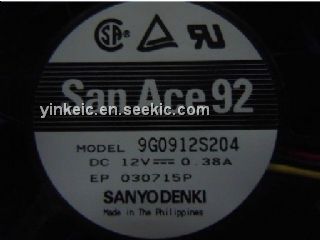 San Ace 92
yinkeic.cn.seekic.com
MODEL 9G0912S204
DC 12V⎓ 0.38A
EP 030715P
SANYO DENKI
Made in The Philippines